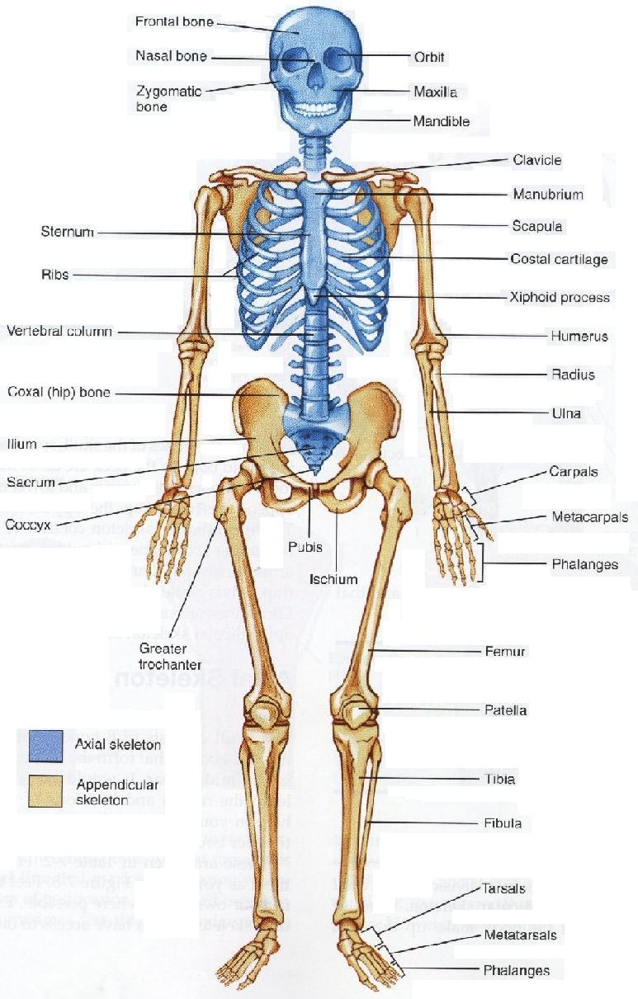 Frontal bone
Nasal bone
Zygomatic
bone
Orbit
Maxilla
Mandible
Clavicle
Manubrium
Scapula
Costal cartilage
Xiphoid process
Sternum
Ribs
Vertebral column
Humerus
Radius
Ulna
Coxal (hip) bone
Ilium
Sacrum
Coccyx
Carpals
Metacarpals
Phalanges
Pubis
Ischium
Greater
trochanter
Femur
Patella
Axial skeleton
Appendicular
skeleton
Tibia
Fibula
Tarsals
Metatarsals
Phalanges